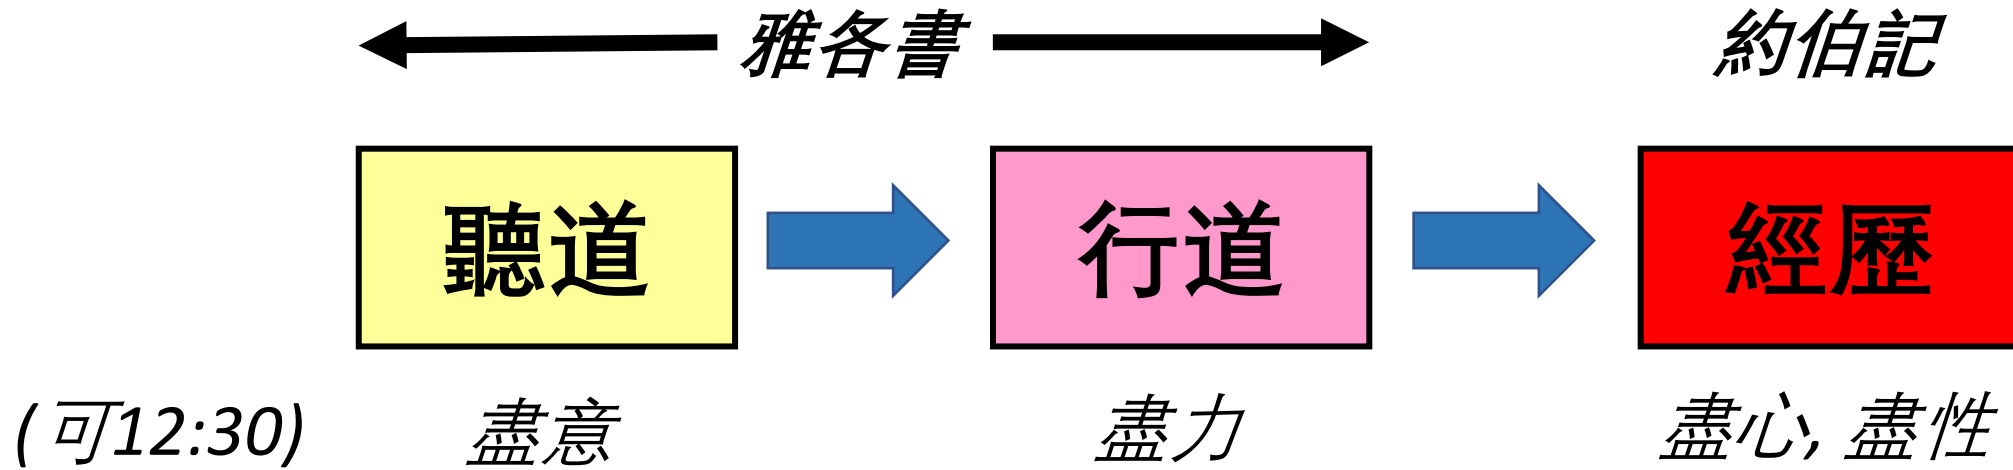 雅各書 約伯記
聽道 行道 經歷
(可12:30) 盡意 盡力 盡心, 盡性